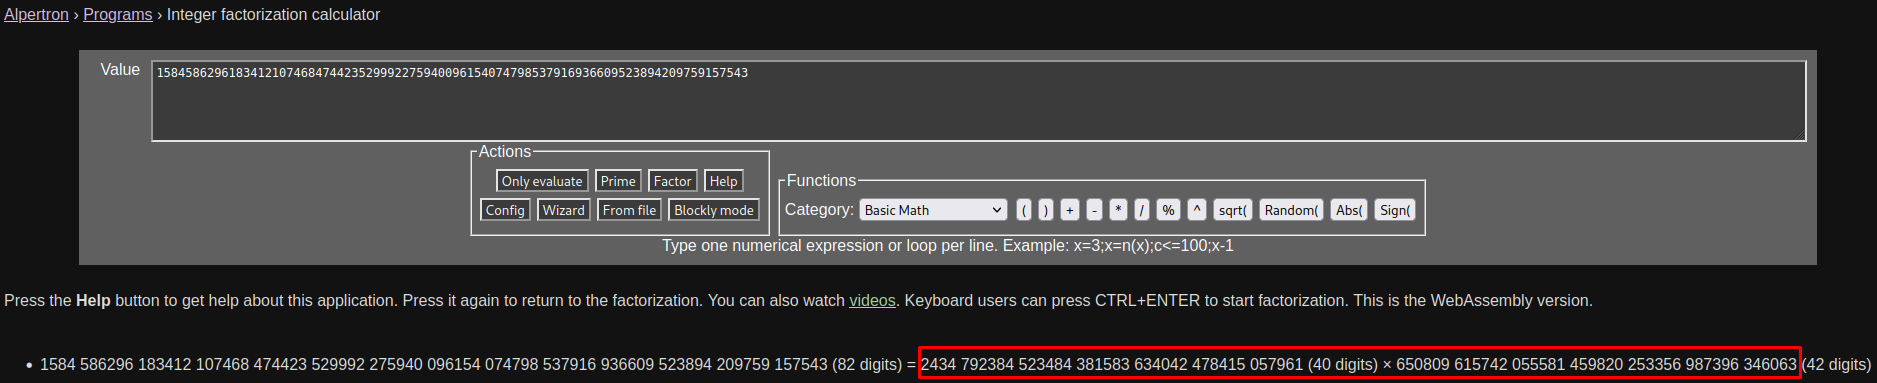 Alpertron › Programs › Integer factorization calculator
Value
1584586296183412107468474423529992275940096154074798537916936609523894209759157543
Actions
Only evaluate Prime Factor Help
Config Wizard From file Blockly mode
Functions
Category: Basic Math ( ) + - * / % ^ sqrt( Random( Abs( Sign(
Type one numerical expression or loop per line. Example: x=3;x=n(x);c<=100;x-1
Press the Help button to get help about this application. Press it again to return to the factorization. You can also watch videos. Keyboard users can press CTRL+ENTER to start factorization. This is the WebAssembly version.
• 1584 586296 183412 107468 474423 529992 275940 096154 074798 537916 936609 523894 209759 157543 (82 digits) = 2434 792384 523484 381583 634042 478415 057961 (40 digits) × 650809 615742 055581 459820 253356 987396 346063 (42 digits)